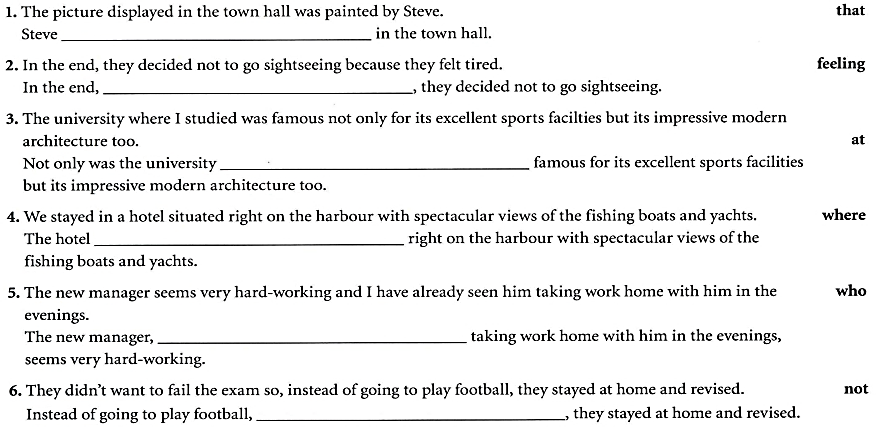 1. The picture displayed in the town hall was painted by Steve. that
Steve ______________________ in the town hall.
2. In the end, they decided not to go sightseeing because they felt tired. feeling
In the end, ______________________, they decided not to go sightseeing.
3. The university where I studied was famous not only for its excellent sports facilties but its impressive modern
architecture too. at
Not only was the university ______________________ famous for its excellent sports facilities
but its impressive modern architecture too.
4. We stayed in a hotel situated right on the harbour with spectacular views of the fishing boats and yachts. where
The hotel ______________________ right on the harbour with spectacular views of the
fishing boats and yachts.
5. The new manager seems very hard-working and I have already seen him taking work home with him in the who
evenings.
The new manager, ______________________ taking work home with him in the evenings,
seems very hard-working.
6. They didn't want to fail the exam so, instead of going to play football, they stayed at home and revised. not
Instead of going to play football, ______________________, they stayed at home and revised.